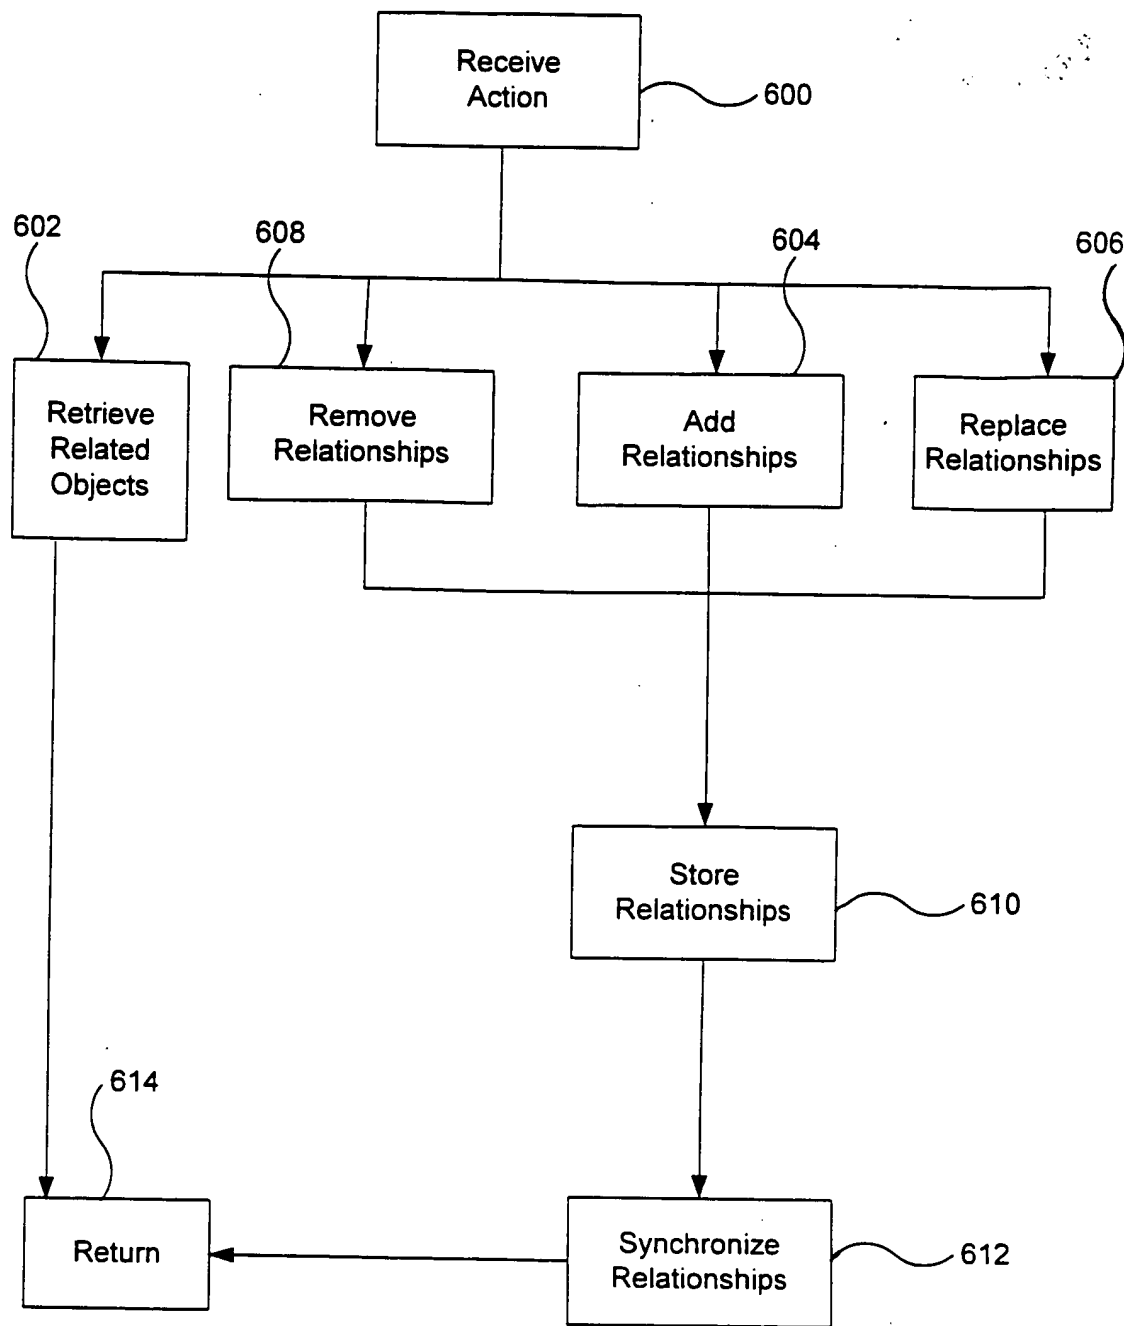 Receive
Action
600
602
608
604
606
Retrieve
Related
Objects
Remove
Relationships
Add
Relationships
Replace
Relationships
Store
Relationships
610
614
Return
Synchronize
Relationships
612